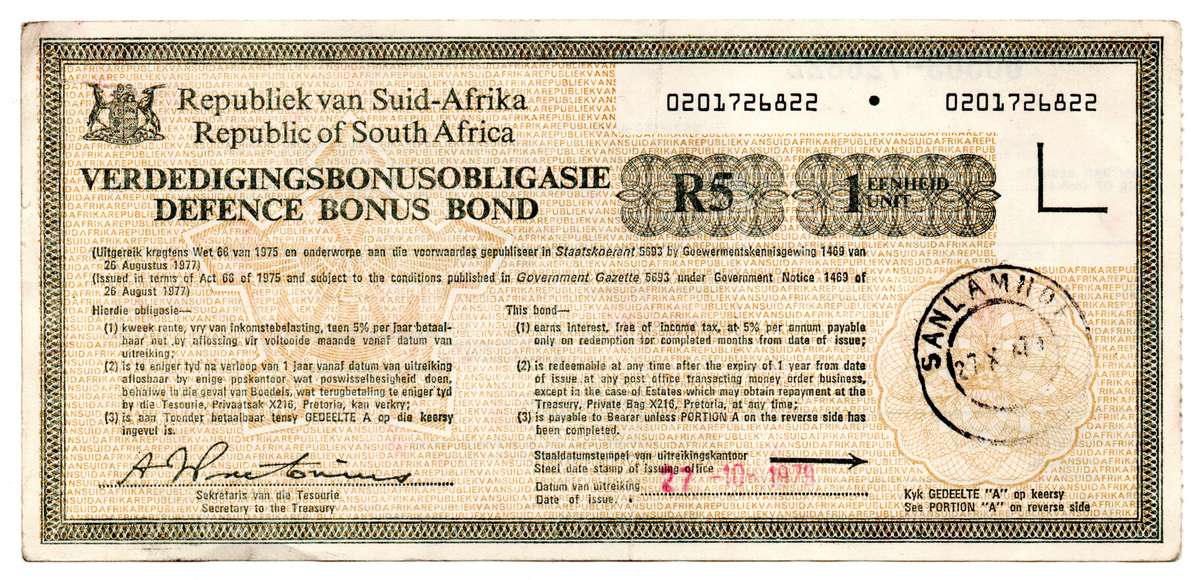 Republiek van Suid-Afrika
Republic of South Africa
0201726822 • 0201726822
VERDEDIGINGSBONUSOBLIGASIE
DEFENCE BONUS BOND
R5
1 EENHEID
UNIT
(Uitgereik kragtens Wet 66 van 1975 en onderworpe aan die voorwaardes gepubliseer in Staatskoerant 5693 by Goewermentskennisgewing 1469 van
26 Augustus 1977)
(Issued in terms of Act 66 of 1975 and subject to the conditions published in Government Gazette 5693 under Government Notice 1469 of
26 August 1977)
Hierdie obligasie—
(1) kweek rente, vry van inkomstebelasting, teen 5% per jaar betaal-
baar net by aflossing vir voltooide maande vanaf datum van
uitreiking;
(2) is te eniger tyd na verloop van 1 jaar vanaf datum van uitreiking
aflosbaar by enige poskantoor wat poswisselbesigheid doen,
behalwe in die geval van Boedels, wat terugbetaling te eniger tyd
by die Tesourie, Privaatsak X216, Pretoria, kan verkry;
(3) is aan Toonder betaalbaar tensy GEDEELTE A op die keersy
ingevul is.
This bond—
(1) earns interest, free of income tax, at 5% per annum payable
only on redemption for completed months from date of issue;
(2) is redeemable at any time after the expiry of 1 year from date
of issue at any post office transacting money order business,
except in the case of Estates which may obtain repayment at the
Treasury, Private Bag X216, Pretoria, at any time;
(3) is payable to Bearer unless PORTION A on the reverse side has
been completed.
Sekretaris van die Tesourie
Secretary to the Treasury
Staaldatumstempel van uitreikingskantoor
Steel date stamp of issuing office
Datum van uitreiking
Date of issue.
27 -10- 1979
SANLAMHOF
27 X
Kyk GEDEELTE "A" op keersy
See PORTION "A" on reverse side